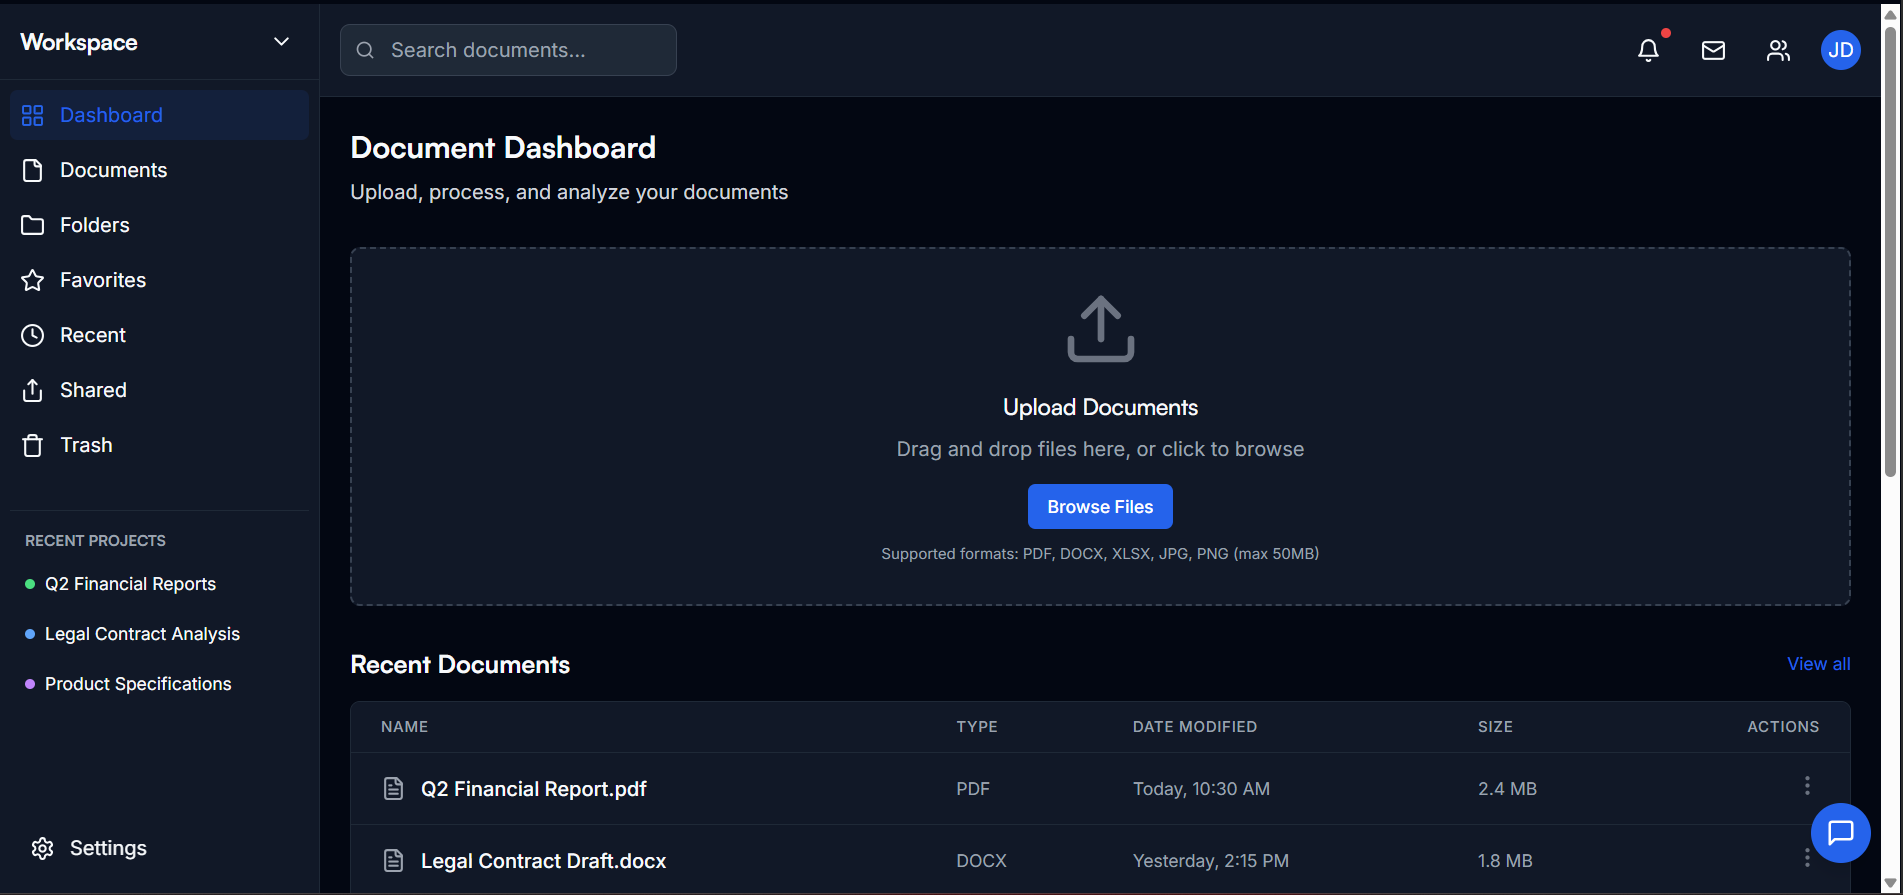 Workspace
Search documents...
JD
Dashboard
Documents
Folders
Favorites
Recent
Shared
Trash
RECENT PROJECTS
Q2 Financial Reports
Legal Contract Analysis
Product Specifications
Settings
Document Dashboard
Upload, process, and analyze your documents
Upload Documents
Drag and drop files here, or click to browse
Browse Files
Supported formats: PDF, DOCX, XLSX, JPG, PNG (max 50MB)
Recent Documents View all
NAME TYPE DATE MODIFIED SIZE ACTIONS
Q2 Financial Report.pdf PDF Today, 10:30 AM 2.4 MB
Legal Contract Draft.docx DOCX Yesterday, 2:15 PM 1.8 MB